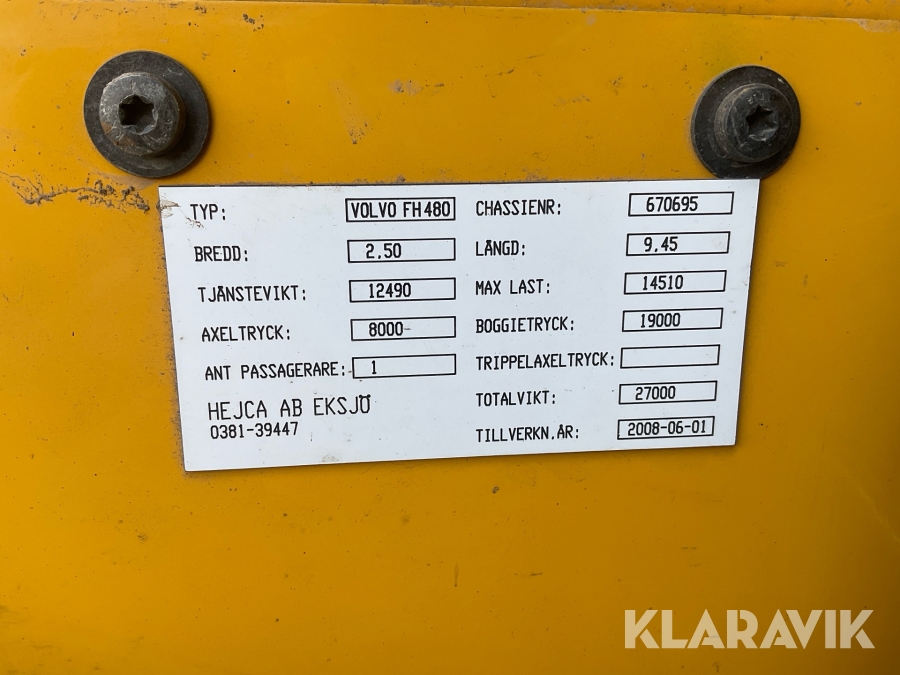 TYP: VOLVO FH480 CHASSIENR: 670695
BREDD: 2.50 LÄNGD: 9.45
TJÄNSTEVIKT: 12490 MAX LAST: 14510
AXELTRYCK: 8000 BOGGIETRYCK: 19000
ANT PASSAGERARE: 1 TRIPPELAXELTRYCK:
HEJCA AB EKSJÖ TOTALVIKT: 27000
0381-39447 TILLVERKN.ÅR: 2008-06-01
KLARAVIK